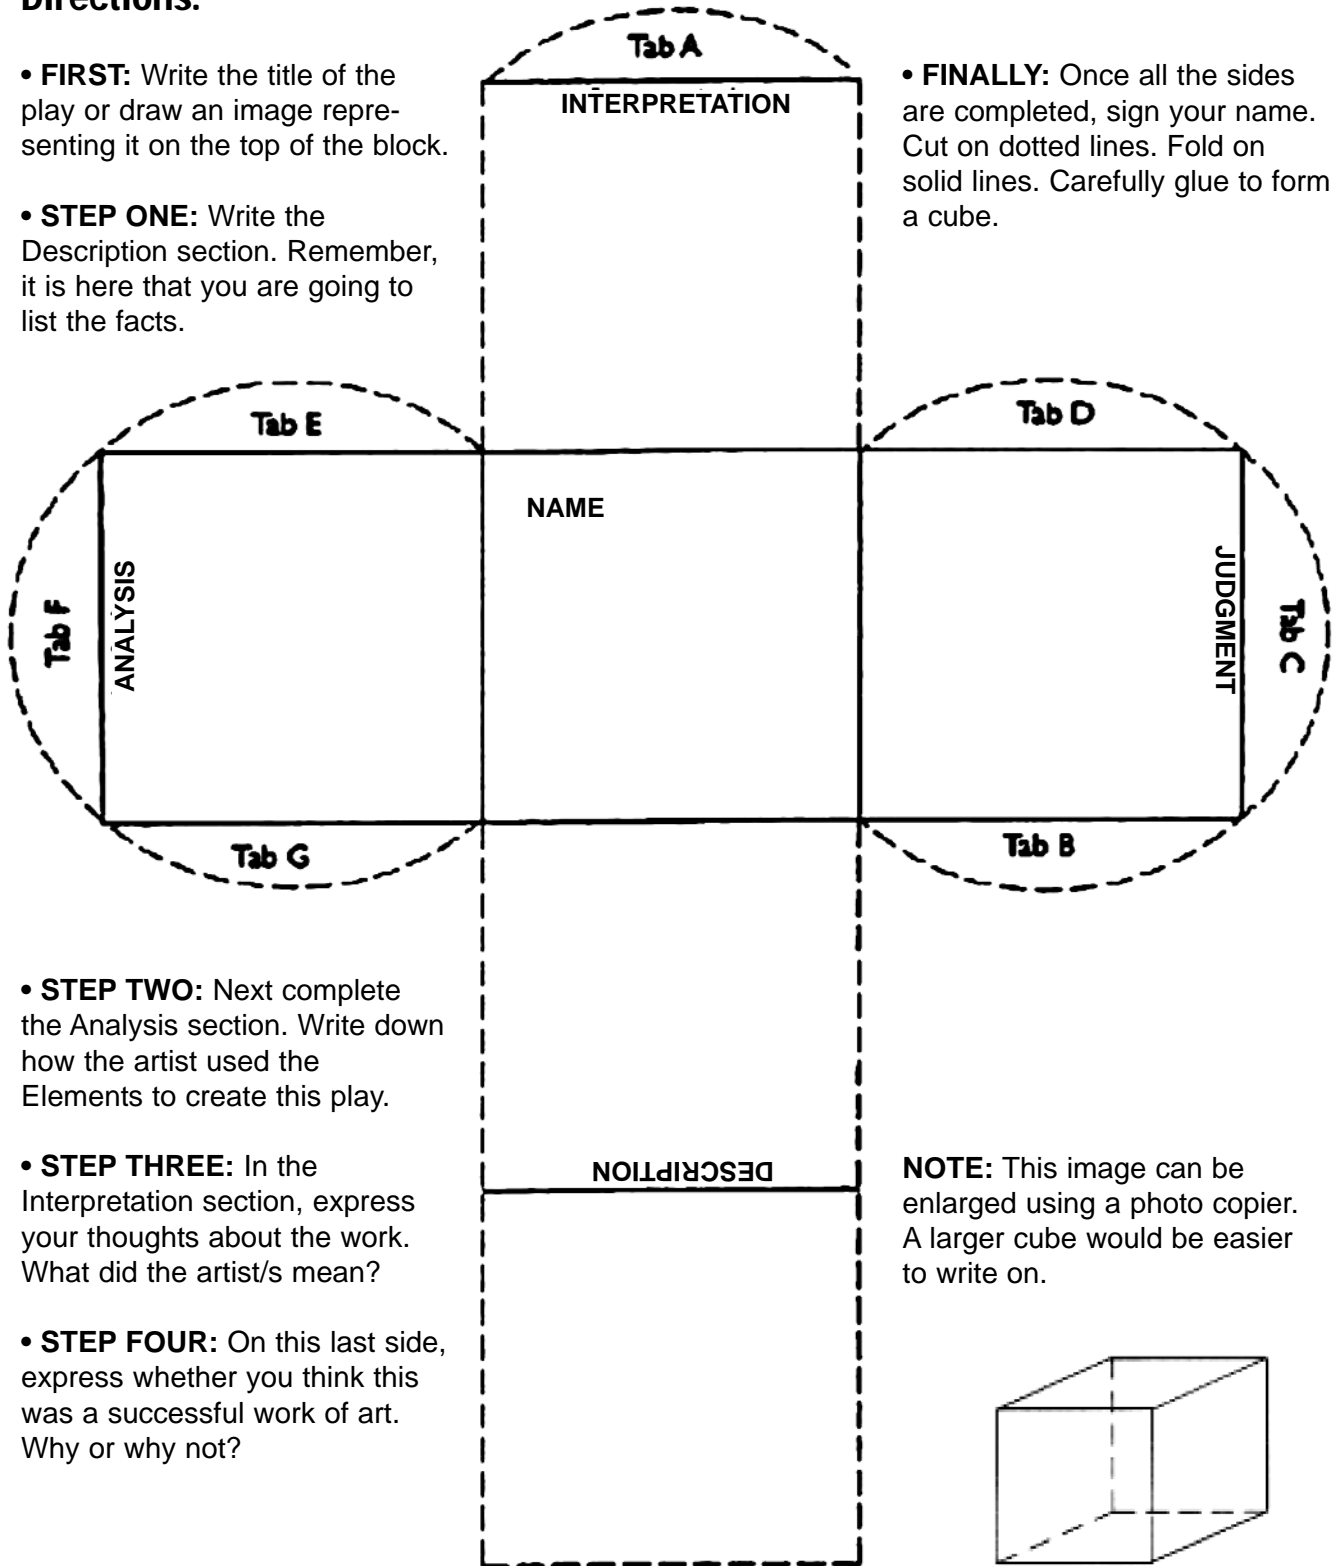 Directions:
• FIRST: Write the title of the
play or draw an image repre-
senting it on the top of the block.
• STEP ONE: Write the
Description section. Remember,
it is here that you are going to
list the facts.
Tab A
INTERPRETATION
• FINALLY: Once all the sides
are completed, sign your name.
Cut on dotted lines. Fold on
solid lines. Carefully glue to form
a cube.
Tab E
Tab D
NAME
Tab F
ANALYSIS
JUDGMENT
Tab C
Tab G
Tab B
• STEP TWO: Next complete
the Analysis section. Write down
how the artist used the
Elements to create this play.
• STEP THREE: In the
Interpretation section, express
your thoughts about the work.
What did the artist/s mean?
• STEP FOUR: On this last side,
express whether you think this
was a successful work of art.
Why or why not?
DESCRIPTION
NOTE: This image can be
enlarged using a photo copier.
A larger cube would be easier
to write on.